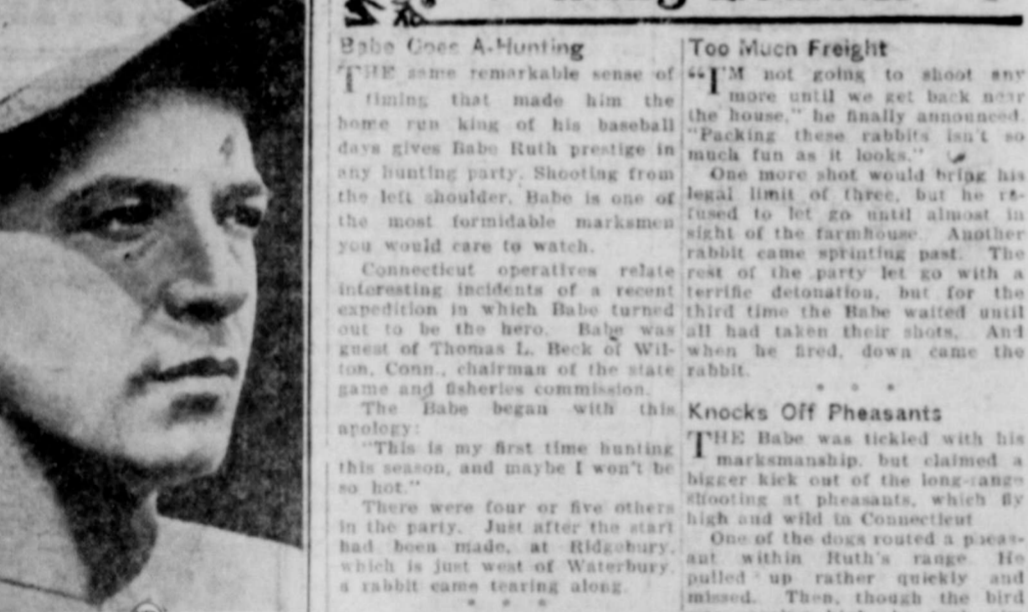 Babe Goes A-Hunting
THE same remarkable sense of
timing that made him the
home run king of his baseball
days gives Babe Ruth prestige in
any hunting party. Shooting from
the left shoulder, Babe is one of
the most formidable marksmen
you would care to watch.
Connecticut operatives relate
interesting incidents of a recent
expedition in which Babe turned
out to be the hero. Babe was
guest of Thomas L. Beck of Wil-
ton, Conn., chairman of the state
game and fisheries commission.
The Babe began with this
apology:
"This is my first time hunting
this season, and maybe I won't be
so hot."
There were four or five others
in the party. Just after the start
had been made, at Ridgebury,
which is just west of Waterbury,
a rabbit came tearing along.
* * *
Too Much Freight
"I'M not going to shoot any
more until we get back near
the house," he finally announced.
"Packing these rabbits isn't so
much fun as it looks."
One more shot would bring his
legal limit of three, but he re-
fused to let go until almost in
sight of the farmhouse. Another
rabbit came sprinting past. The
rest of the party let go with a
terrific detonation, but for the
third time the Babe waited until
all had taken their shots. And
when he fired, down came the
rabbit.
* * *
Knocks Off Pheasants
THE Babe was tickled with his
marksmanship, but claimed a
bigger kick out of the long-range
shooting at pheasants, which fly
high and wild in Connecticut
One of the dogs routed a pheas-
ant within Ruth's range. He
pulled up rather quickly and
missed. Then, though the bird